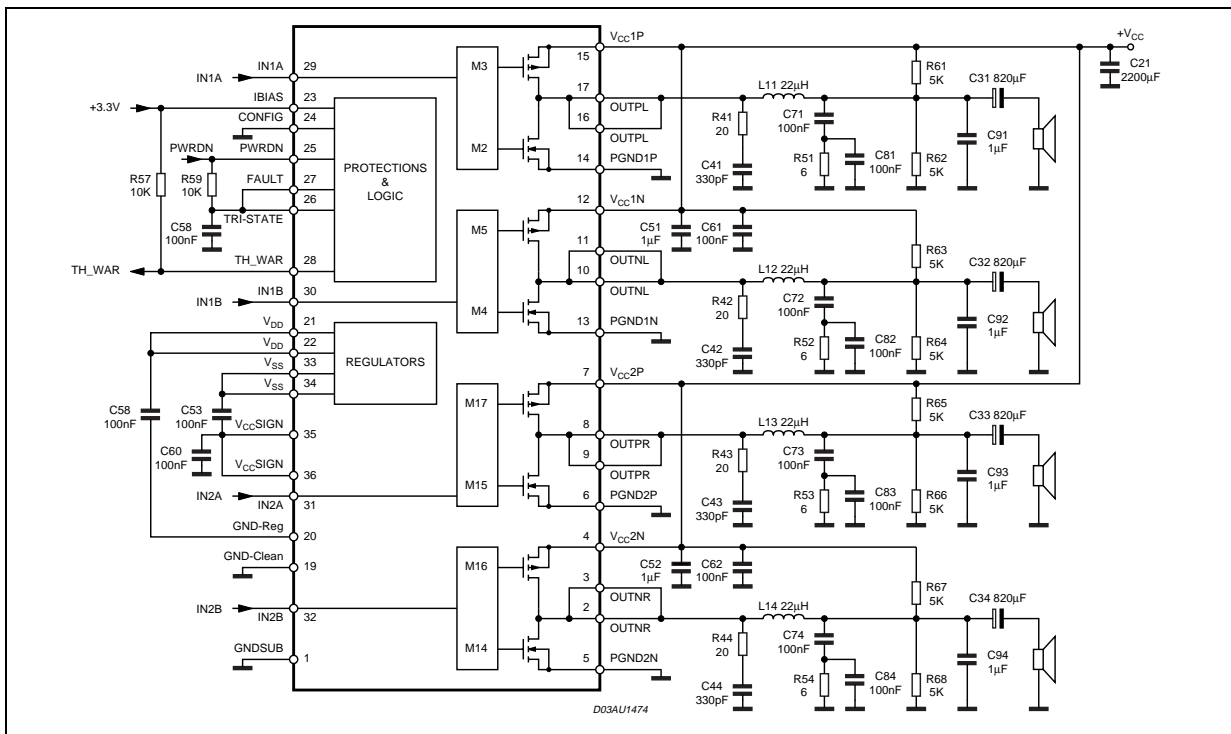 IN1A
IN1A
29
+3.3V
IBIAS
23
CONFIG
24
PWRDN
PWRDN
25
R57
10K
R59
10K
FAULT
27
26
TRI-STATE
C58
100nF
PROTECTIONS
&
LOGIC
TH_WAR
TH_WAR
28
IN1B
IN1B
30
VDD
21
VDD
22
VSS
33
VSS
34
REGULATORS
C58
100nF
C53
100nF
VCCSIGN
35
C60
100nF
VCCSIGN
36
IN2A
IN2A
31
GND-Reg
20
GND-Clean
19
IN2B
IN2B
32
GNDSUB
1
M3
M2
M5
M4
M17
M15
M16
M14
VCC1P
15
17
OUTPL
16
OUTPL
14
PGND1P
12
VCC1N
11
OUTNL
10
OUTNL
13
PGND1N
7
VCC2P
8
OUTPR
9
OUTPR
6
PGND2P
4
VCC2N
3
OUTNR
2
OUTNR
5
PGND2N
+VCC
C21
2200µF
L11 22µH
R41
20
C41
330pF
C71
100nF
R51
6
C81
100nF
R61
5K
R62
5K
C31 820µF
C91
1µF
C51
1µF
C61
100nF
L12 22µH
R42
20
C42
330pF
C72
100nF
R52
6
C82
100nF
R63
5K
R64
5K
C32 820µF
C92
1µF
L13 22µH
R43
20
C43
330pF
C73
100nF
R53
6
C83
100nF
R65
5K
R66
5K
C33 820µF
C93
1µF
C52
1µF
C62
100nF
L14 22µH
R44
20
C44
330pF
C74
100nF
R54
6
C84
100nF
R67
5K
R68
5K
C34 820µF
C94
1µF
D03AU1474